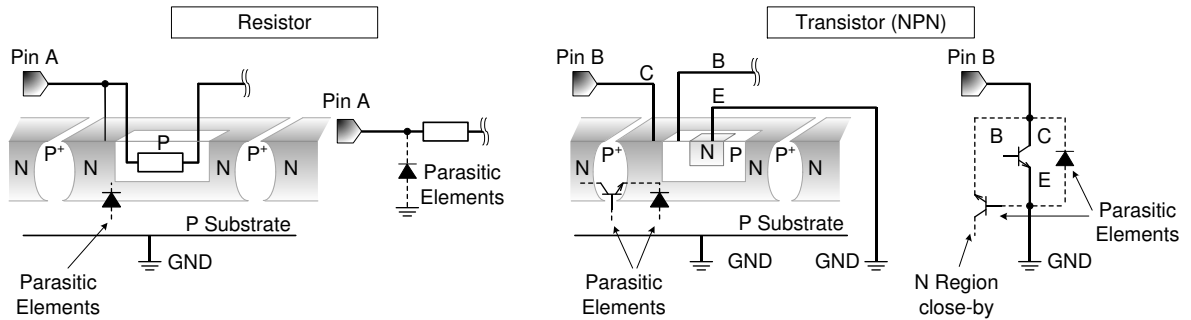 Resistor
Transistor (NPN)
Pin A
Pin A
N
P+
N
P
N
P+
N
Parasitic
Elements
P Substrate
GND
Parasitic
Elements
Pin B
C
B
E
N
P+
N
N
P
N
P+
N
P Substrate
GND
GND
Parasitic
Elements
Pin B
B
C
E
Parasitic
Elements
GND
N Region
close-by